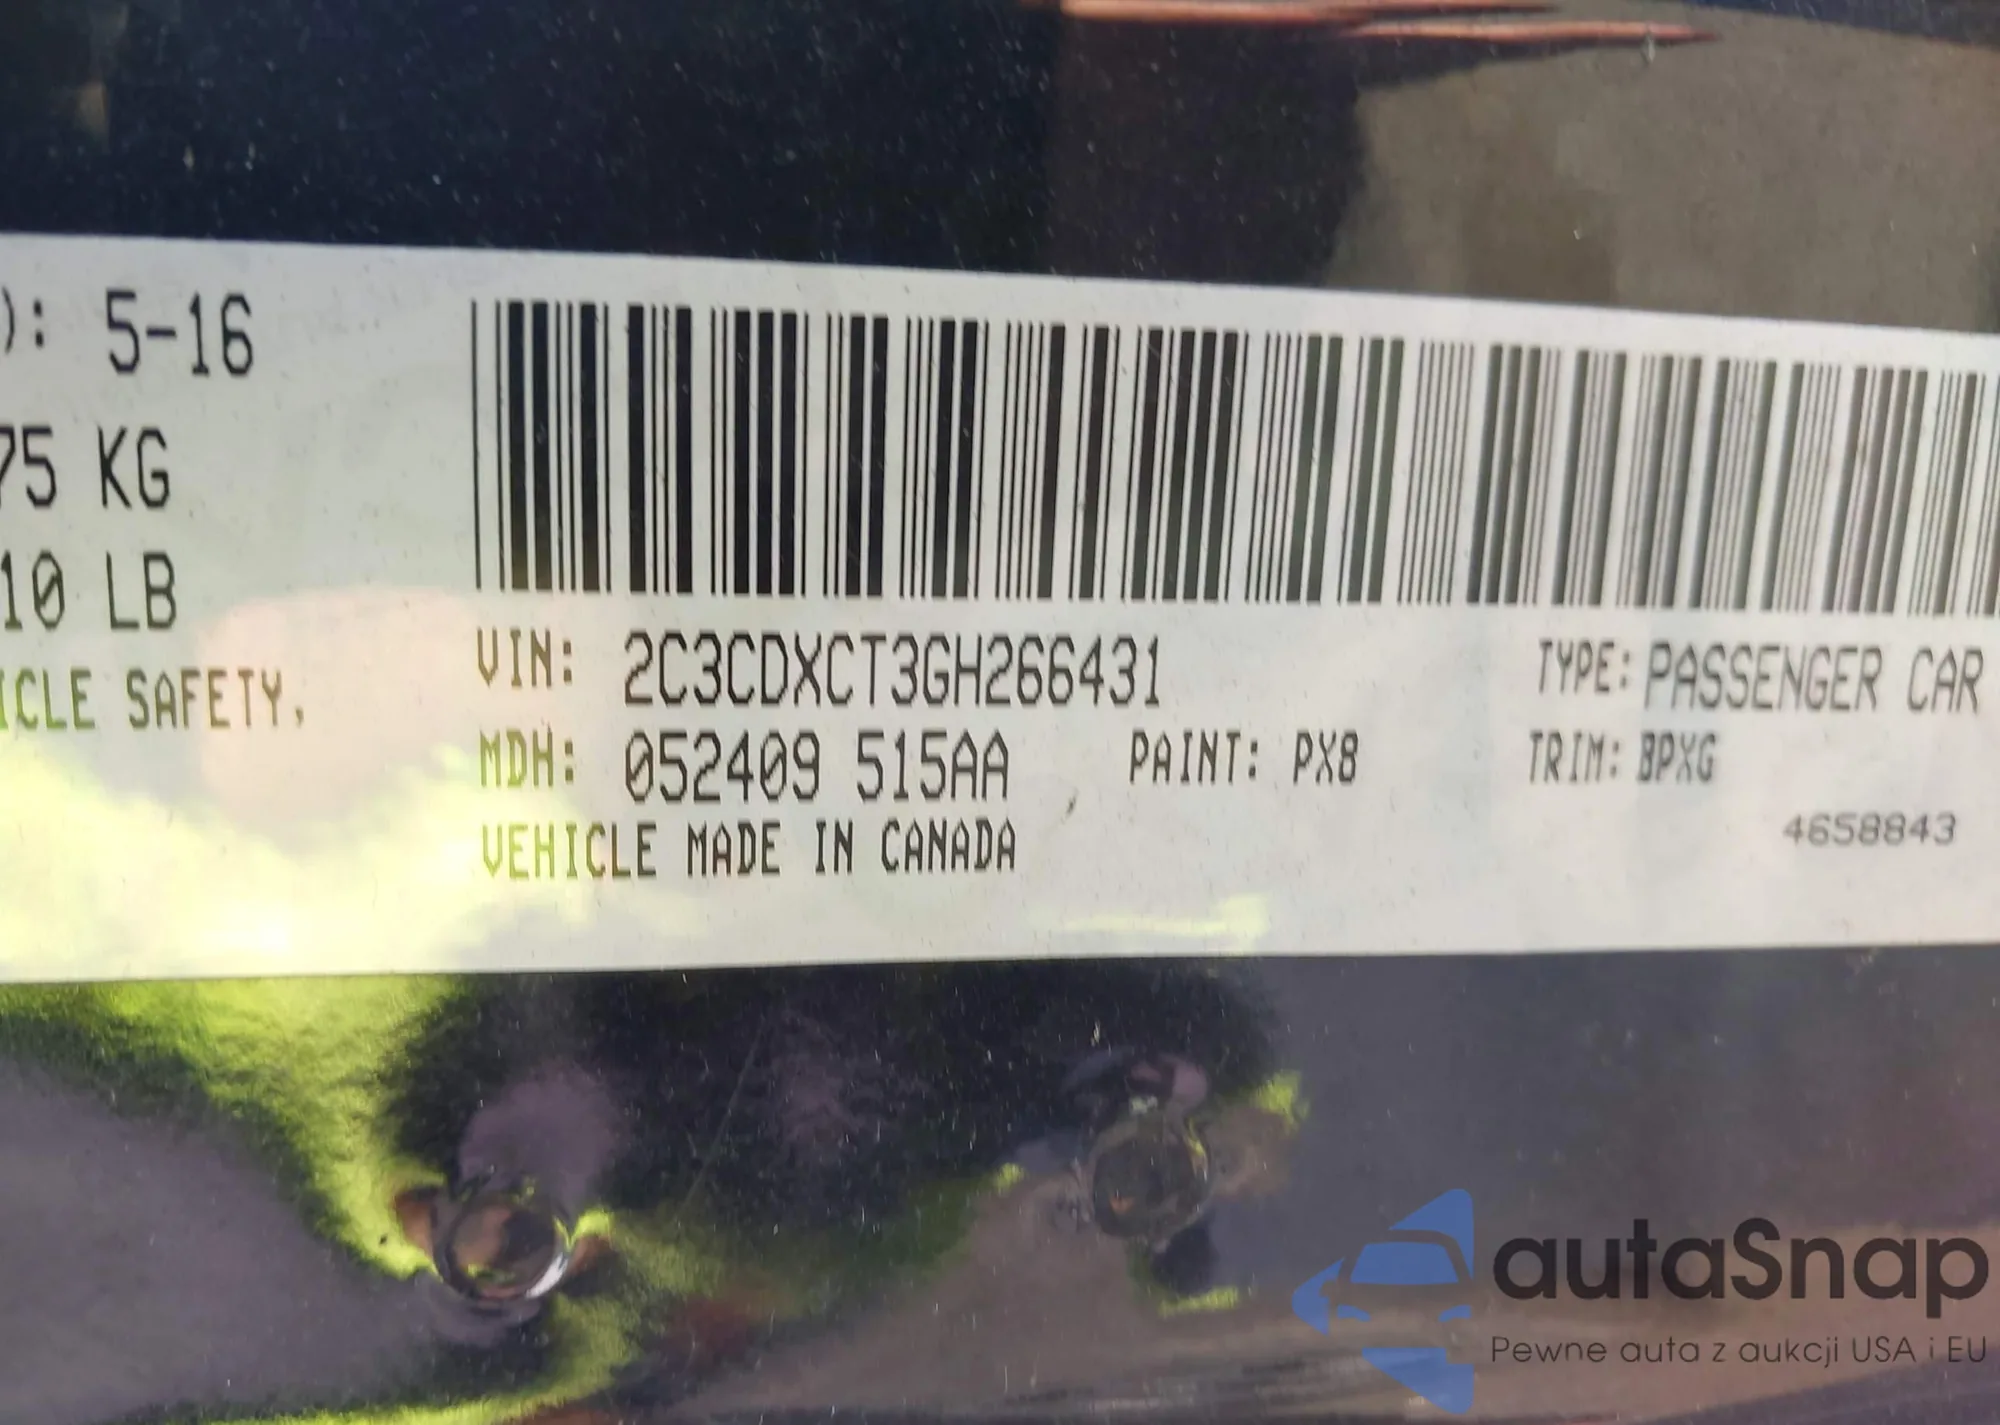 ): 5-16
75 KG
10 LB
ICLE SAFETY,
VIN: 2C3CDXCT3GH266431
TYPE: PASSENGER CAR
MDH: 052409 515AA PAINT: PX8
TRIM: BPXG
VEHICLE MADE IN CANADA
4658843
autaSnap
Pewne auta z aukcji USA i EU